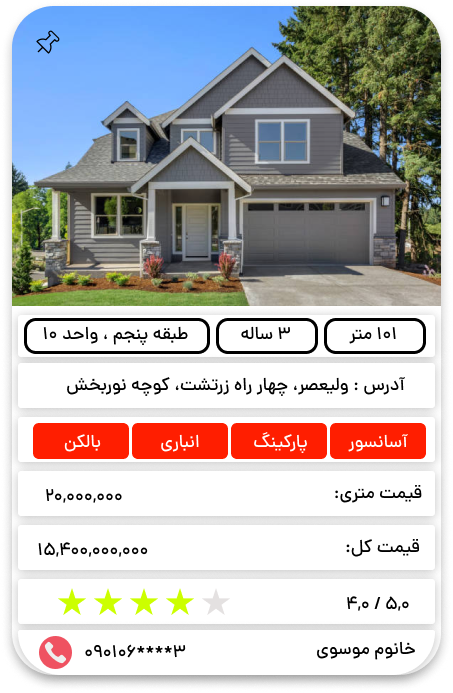 ۱۰۱ متر ۳ ساله طبقه پنجم ، واحد ۱۰
آدرس : ولیعصر، چهار راه زرتشت، کوچه نوربخش
آسانسور پارکینگ انباری بالکن
قیمت متری: ۲۰,۰۰۰,۰۰۰
قیمت کل: ۱۵,۴۰۰,۰۰۰,۰۰۰
۴,۰ / ۵,۰
خانوم موسوی ۰۹۰۱۰۶****۳